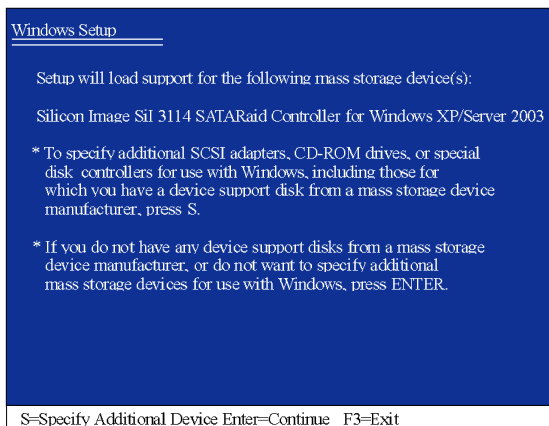 Windows Setup
Setup will load support for the following mass storage device(s):
Silicon Image SiI 3114 SATARaid Controller for Windows XP/Server 2003
* To specify additional SCSI adapters, CD-ROM drives, or special
disk controllers for use with Windows, including those for
which you have a device support disk from a mass storage device
manufacturer, press S.
* If you do not have any device support disks from a mass storage
device manufacturer, or do not want to specify additional
mass storage devices for use with Windows, press ENTER.
S=Specify Additional Device Enter=Continue F3=Exit